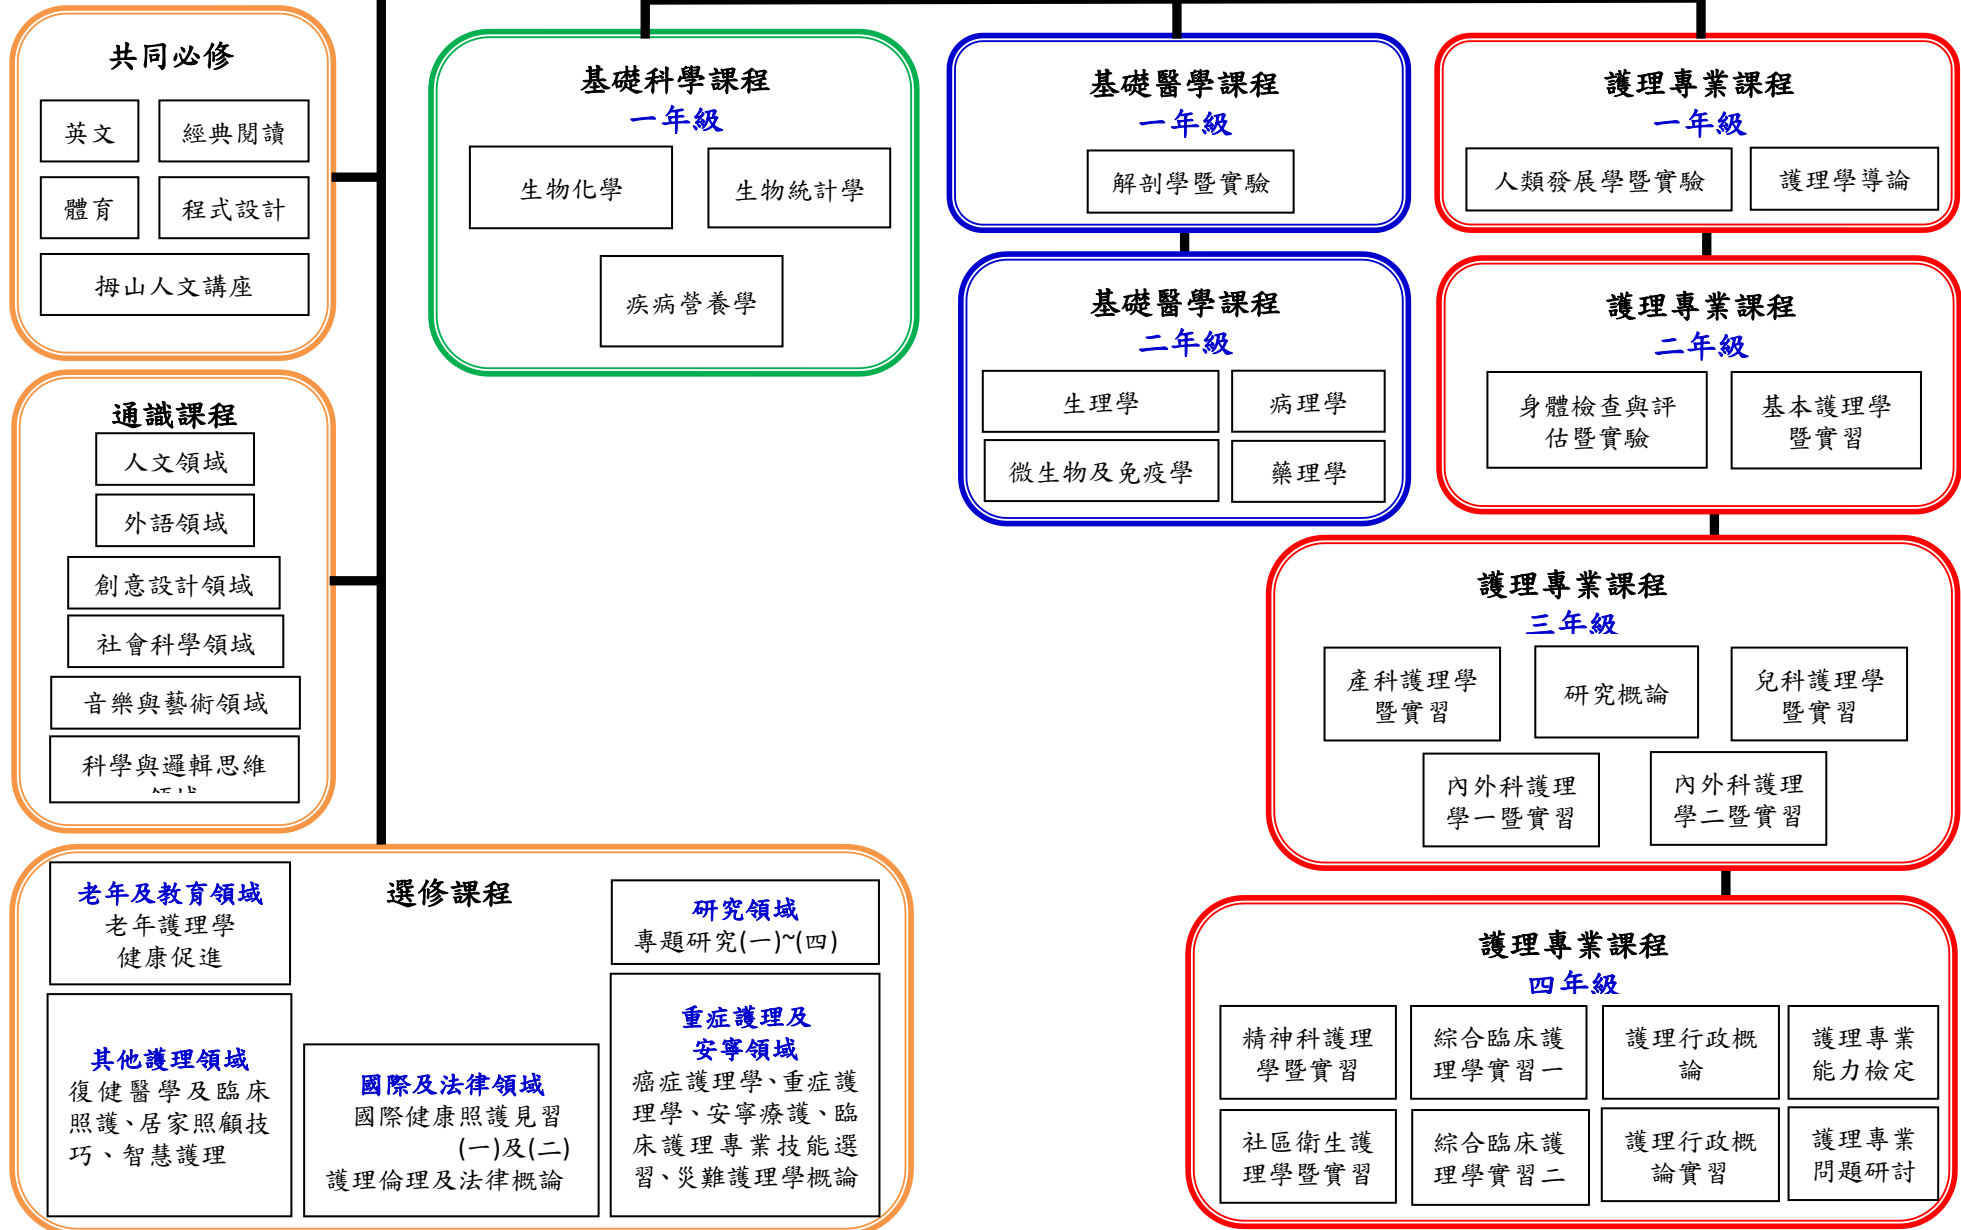 共同必修
英文
經典閱讀
體育
程式設計
拇山人文講座
通識課程
人文領域
外語領域
創意設計領域
社會科學領域
音樂與藝術領域
科學與邏輯思維
基礎科學課程
一年級
生物化學
生物統計學
疾病營養學
基礎醫學課程
一年級
解剖學暨實驗
基礎醫學課程
二年級
生理學
病理學
微生物及免疫學
藥理學
護理專業課程
一年級
人類發展學暨實驗
護理學導論
護理專業課程
二年級
身體檢查與評
估暨實驗
基本護理學
暨實習
護理專業課程
三年級
產科護理學
暨實習
研究概論
兒科護理學
暨實習
內外科護理
學一暨實習
內外科護理
學二暨實習
護理專業課程
四年級
精神科護理
學暨實習
綜合臨床護
理學實習一
護理行政概
論
護理專業
能力檢定
社區衛生護
理學暨實習
綜合臨床護
理學實習二
護理行政概
論實習
護理專業
問題研討
選修課程
老年及教育領域
老年護理學
健康促進
其他護理領域
復健醫學及臨床
照護、居家照顧技
巧、智慧護理
國際及法律領域
國際健康照護見習
(一)及(二)
護理倫理及法律概論
研究領域
專題研究(一)~(四)
重症護理及
安寧領域
癌症護理學、重症護
理學、安寧療護、臨
床護理專業技能選
習、災難護理學概論